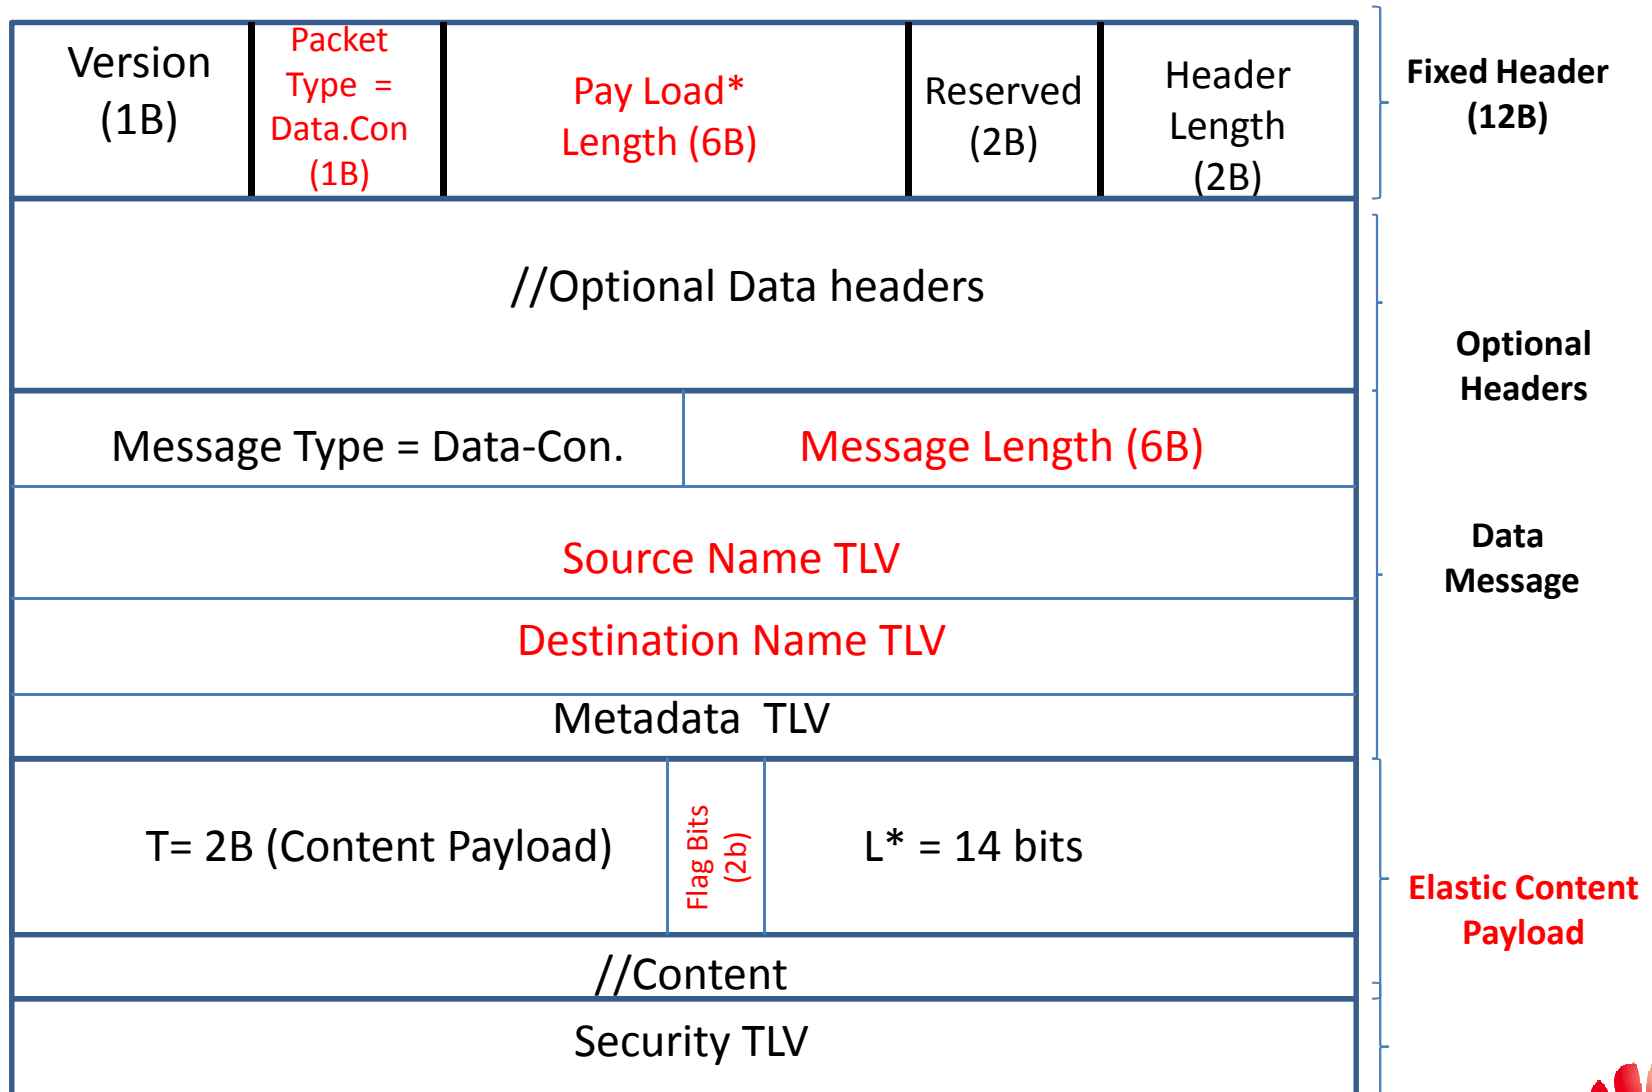 Version
(1B)
Packet
Type =
Data.Con
(1B)
Pay Load*
Length (6B)
Reserved
(2B)
Header
Length
(2B)
Fixed Header
(12B)
//Optional Data headers
Optional
Headers
Message Type = Data-Con.
Message Length (6B)
Source Name TLV
Destination Name TLV
Metadata TLV
Data
Message
T= 2B (Content Payload)
Flag Bits
(2b)
L* = 14 bits
Elastic Content
Payload
//Content
Security TLV